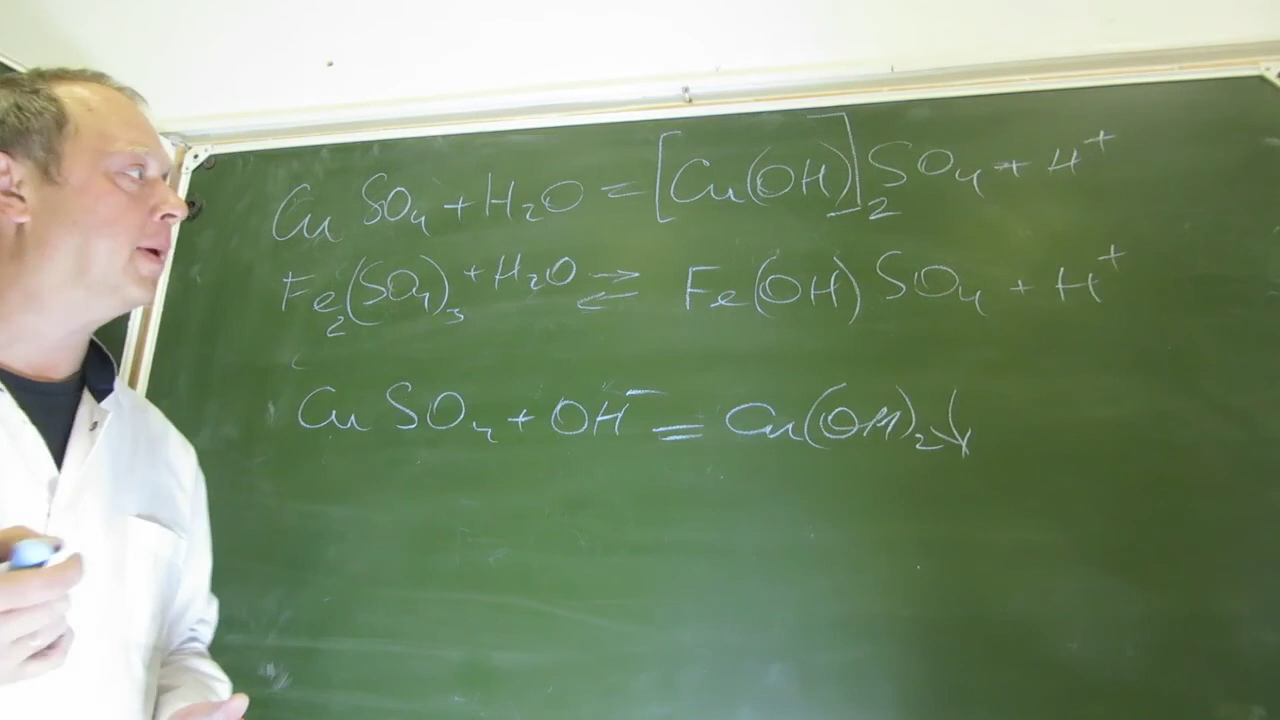 CuSO₄ + H₂O = [Cu(OH)]₂SO₄ + H⁺
Fe₂(SO₄)₃ + H₂O ⇄ Fe(OH)SO₄ + H⁺
CuSO₄ + OH⁻ = Cu(OH)₂↓